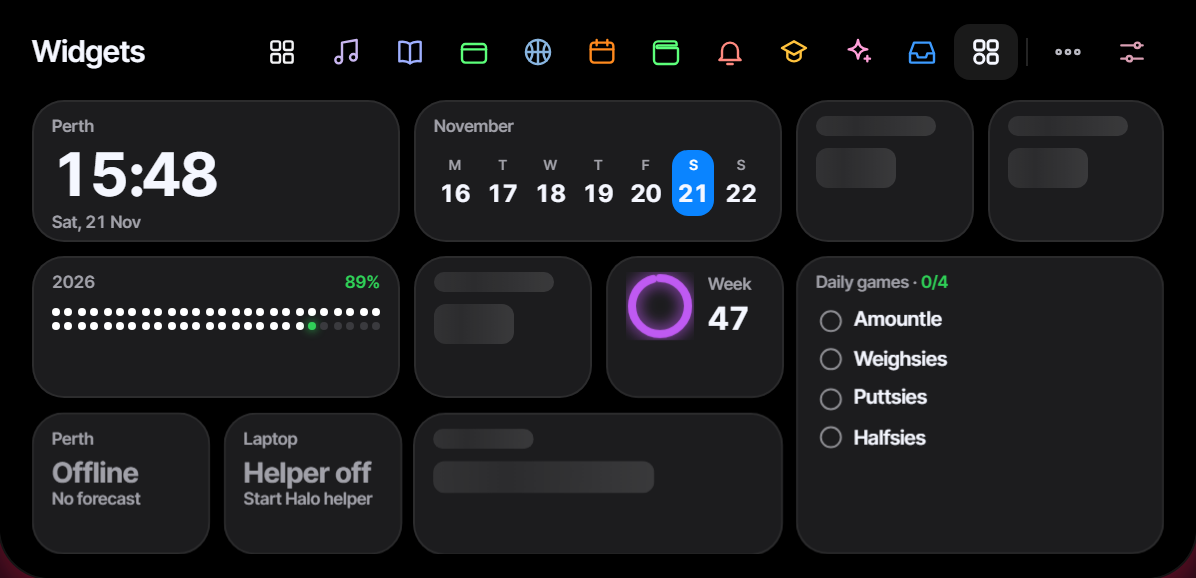 Widgets
Perth
15:48
Sat, 21 Nov
November
M T W T F S S
16 17 18 19 20 21 22
2026 89%
Week
47
Daily games · 0/4
Amountle
Weighsies
Puttsies
Halfsies
Perth
Offline
No forecast
Laptop
Helper off
Start Halo helper